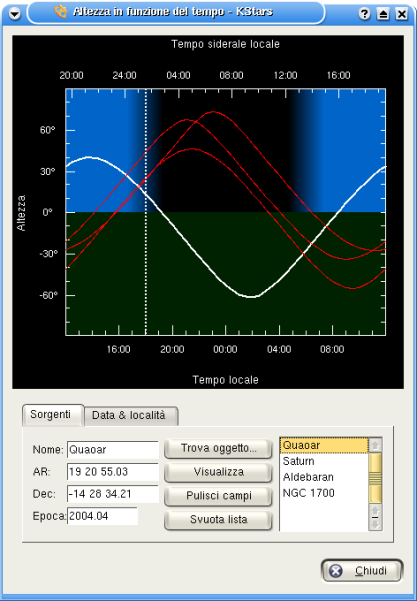 Altezza in funzione del tempo - KStars
Tempo siderale locale
20:00 24:00 04:00 08:00 12:00 16:00
60°
30°
0°
-30°
-60°
Altezza
16:00 20:00 00:00 04:00 08:00
Tempo locale
Sorgenti Data & località
Nome: Quaoar Trova oggetto...
AR: 19 20 55.03 Visualizza
Dec: -14 28 34.21 Pulisci campi
Epoca: 2004.04 Svuota lista
Quaoar
Saturn
Aldebaran
NGC 1700
Chiudi